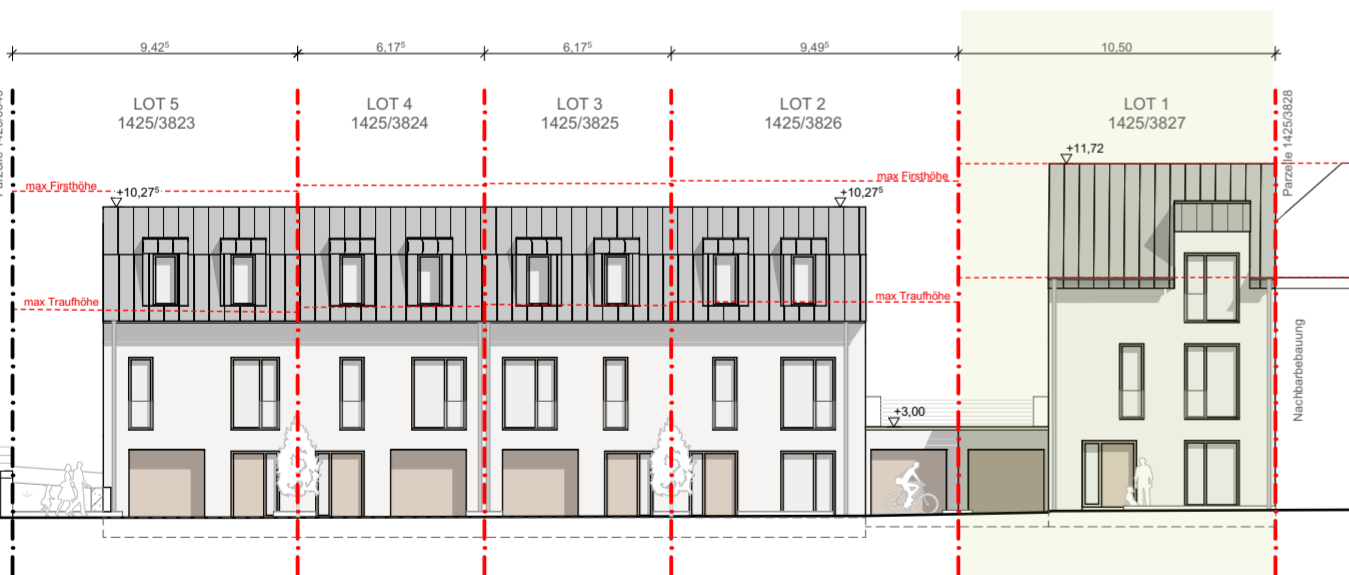 9,42⁵
6,17⁵
6,17⁵
9,49⁵
10,50
LOT 5
1425/3823
LOT 4
1425/3824
LOT 3
1425/3825
LOT 2
1425/3826
LOT 1
1425/3827
Parzelle 1425/3828
+11,72
max Firsthöhe
+10,27⁵
+10,27⁵
max Firsthöhe
max Traufhöhe
max Traufhöhe
Nachbarbebauung
+3,00